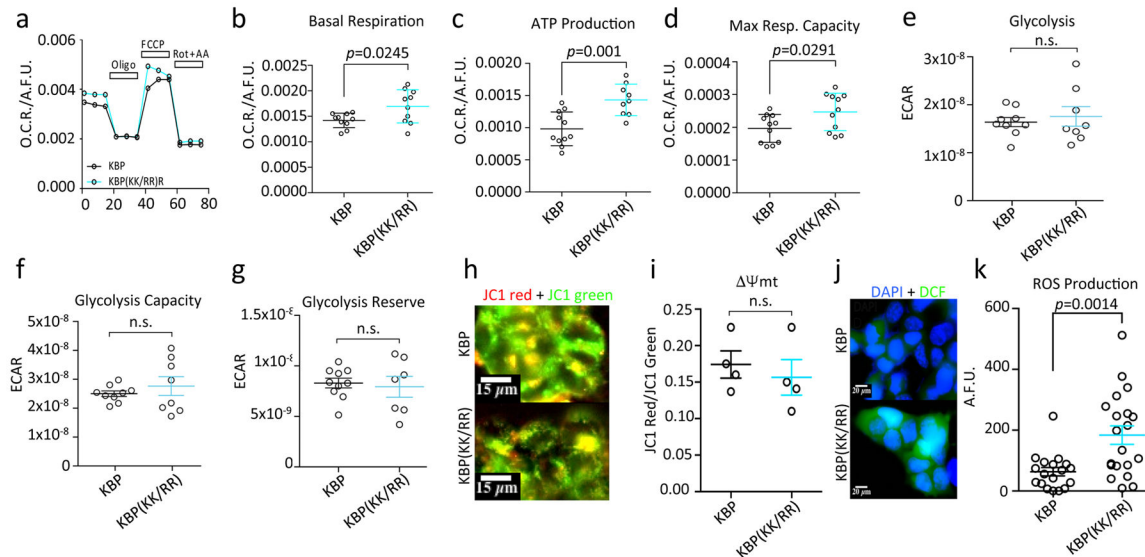 a
O.C.R./A.F.U.
0.006
0.004
0.002
0.000
Oligo
FCCP
Rot+AA
KBP
KBP(KK/RR)R
0 20 40 60 80
b
Basal Respiration
p=0.0245
O.C.R./A.F.U.
0.0025
0.0020
0.0015
0.0010
0.0005
0.0000
KBP
KBP(KK/RR)
c
ATP Production
p=0.001
O.C.R./A.F.U.
0.0020
0.0015
0.0010
0.0005
0.0000
KBP
KBP(KK/RR)
d
Max Resp. Capacity
p=0.0291
O.C.R./A.F.U.
0.0004
0.0003
0.0002
0.0001
0.0000
KBP
KBP(KK/RR)
e
Glycolysis
n.s.
ECAR
3x10-8
2x10-8
1x10-8
0
KBP
KBP(KK/RR)
f
Glycolysis Capacity
n.s.
ECAR
5x10-8
4x10-8
3x10-8
2x10-8
1x10-8
0
KBP
KBP(KK/RR)
g
Glycolysis Reserve
n.s.
ECAR
1x10-8
5x10-9
0
KBP
KBP(KK/RR)
h
JC1 red + JC1 green
KBP
15 µm
KBP(KK/RR)
15 µm
i
ΔΨmt
n.s.
JC1 Red/JC1 Green
0.25
0.20
0.15
0.10
0.05
0.00
KBP
KBP(KK/RR)
j
DAPI + DCF
KBP
20 µm
KBP(KK/RR)
20 µm
k
ROS Production
p=0.0014
A.F.U.
600
400
200
0
KBP
KBP(KK/RR)